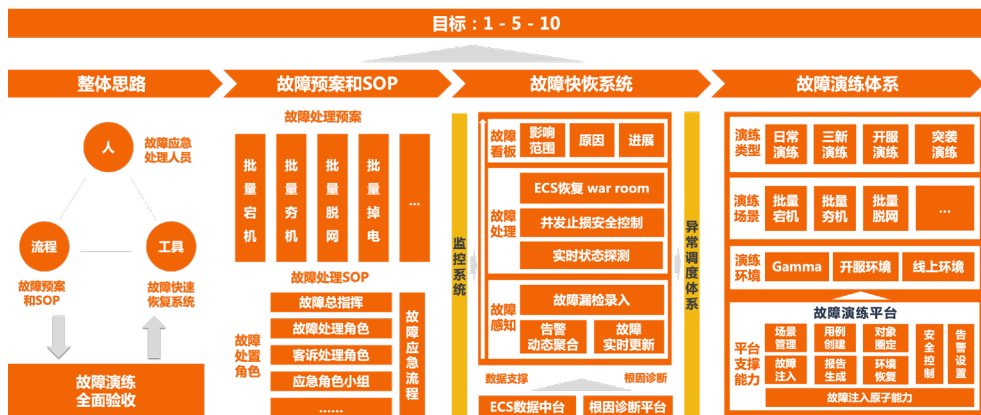 目标：1 - 5 - 10
整体思路
人
故障应急
处理人员
流程
工具
故障预案
和SOP
故障快速
恢复系统
故障演练
全面验收
故障预案和SOP
故障处理预案
批量宕机
批量夯机
批量脱网
批量掉电
...
故障处理SOP
故障
处置
角色
故障总指挥
故障处理角色
客诉处理角色
应急角色小组
......
故障应急流程
故障快恢系统
监控系统
故障
看板
影响
范围
原因
进展
故障
处理
ECS恢复 war room
并发止损安全控制
实时状态探测
故障
感知
故障漏检录入
告警
动态聚合
故障
实时更新
异常调度体系
数据支撑
根因诊断
ECS数据中台
根因诊断平台
故障演练体系
演练
类型
日常
演练
三新
演练
开服
演练
突袭
演练
演练
场景
批量
宕机
批量
夯机
批量
脱网
...
演练
环境
Gamma
开服环境
线上环境
故障演练平台
平台
支撑
能力
场景
管理
用例
创建
对象
圈定
故障
注入
报告
生成
环境
恢复
安全控制
告警设置
故障注入原子能力